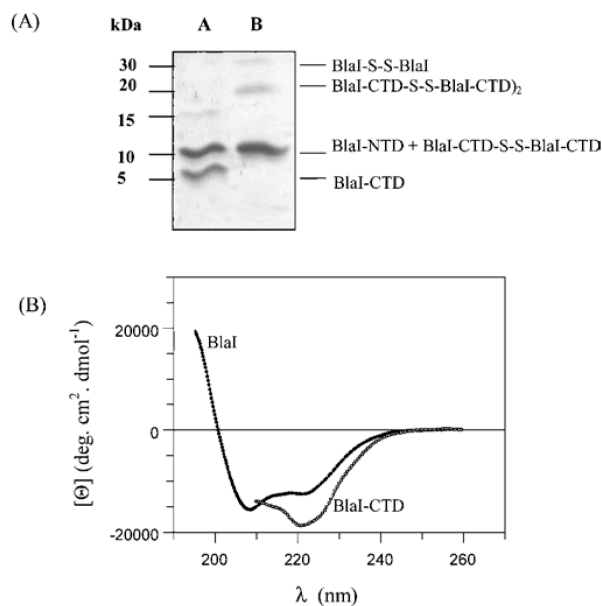 (A)
kDa A B
30 BlaI-S-S-BlaI
20 BlaI-CTD-S-S-BlaI-CTD)₂
15
10 BlaI-NTD + BlaI-CTD-S-S-BlaI-CTD
5 BlaI-CTD
(B)
20000
BlaI
0
BlaI-CTD
-20000
[Θ] (deg. cm². dmol⁻¹)
200 220 240 260
λ (nm)